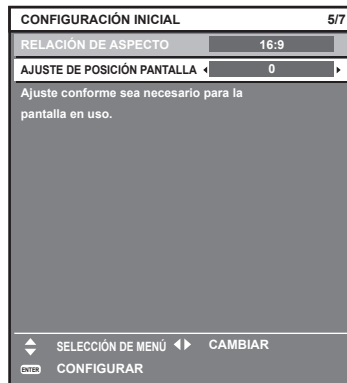 CONFIGURACIÓN INICIAL 5/7
RELACIÓN DE ASPECTO 16:9
AJUSTE DE POSICIÓN PANTALLA 0
Ajuste conforme sea necesario para la
pantalla en uso.
SELECCIÓN DE MENÚ CAMBIAR
ENTER CONFIGURAR